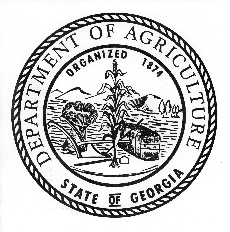 DEPARTMENT OF AGRICULTURE
ORGANIZED 1874
STATE OF GEORGIA